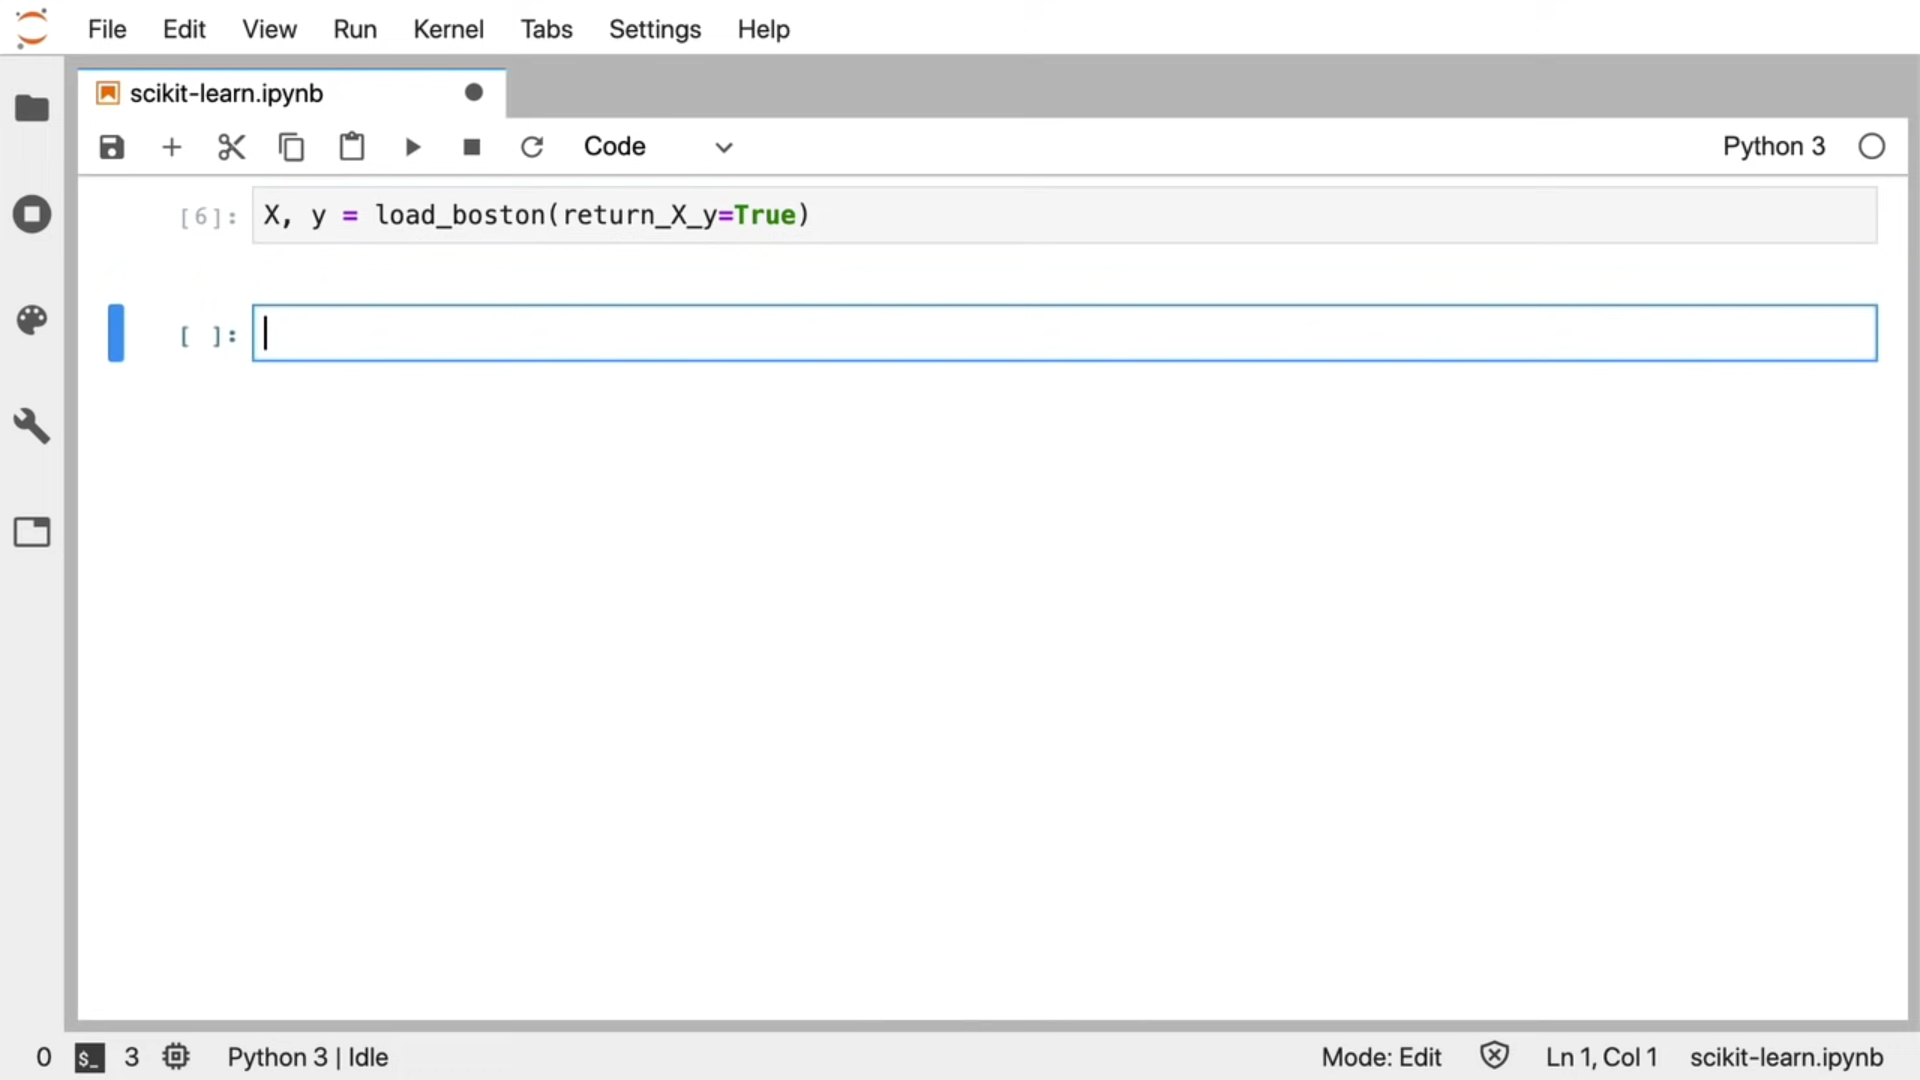 File Edit View Run Kernel Tabs Settings Help
scikit-learn.ipynb
Code Python 3
[6]: X, y = load_boston(return_X_y=True)
[ ]:
0 $_ 3 Python 3 | Idle Mode: Edit Ln 1, Col 1 scikit-learn.ipynb